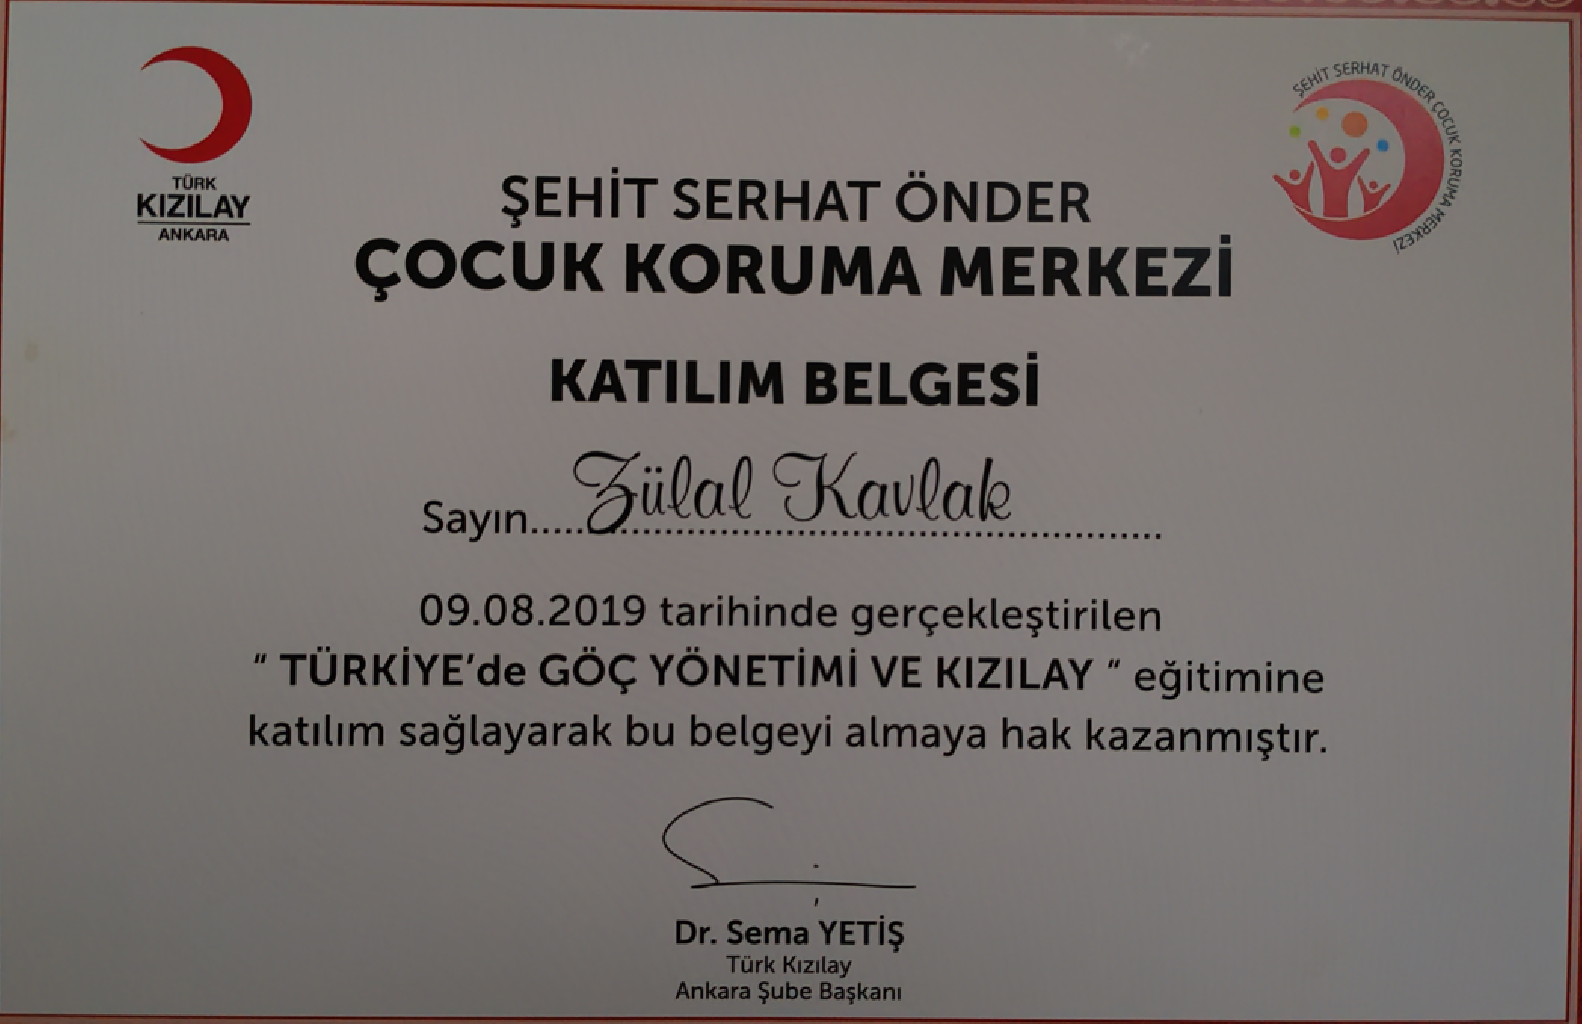 TÜRK
KIZILAY
ANKARA
ŞEHİT SERHAT ÖNDER ÇOCUK KORUMA MERKEZİ
ŞEHİT SERHAT ÖNDER
ÇOCUK KORUMA MERKEZİ
KATILIM BELGESİ
Sayın.....Zülal Kavlak..............
09.08.2019 tarihinde gerçekleştirilen
" TÜRKİYE'de GÖÇ YÖNETİMİ VE KIZILAY " eğitimine
katılım sağlayarak bu belgeyi almaya hak kazanmıştır.
Dr. Sema YETİŞ
Türk Kızılay
Ankara Şube Başkanı